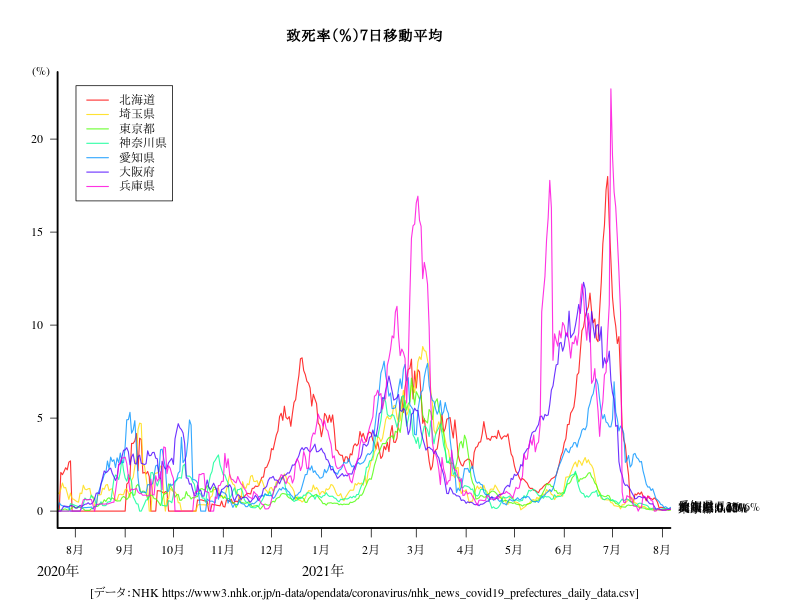 致死率(%)7日移動平均
(%)
北海道
埼玉県
東京都
神奈川県
愛知県
大阪府
兵庫県
20
15
10
5
0
8月 9月 10月 11月 12月 1月 2月 3月 4月 5月 6月 7月 8月
2020年 2021年
[データ:NHK https://www3.nhk.or.jp/n-data/opendata/coronavirus/nhk_news_covid19_prefectures_daily_data.csv]